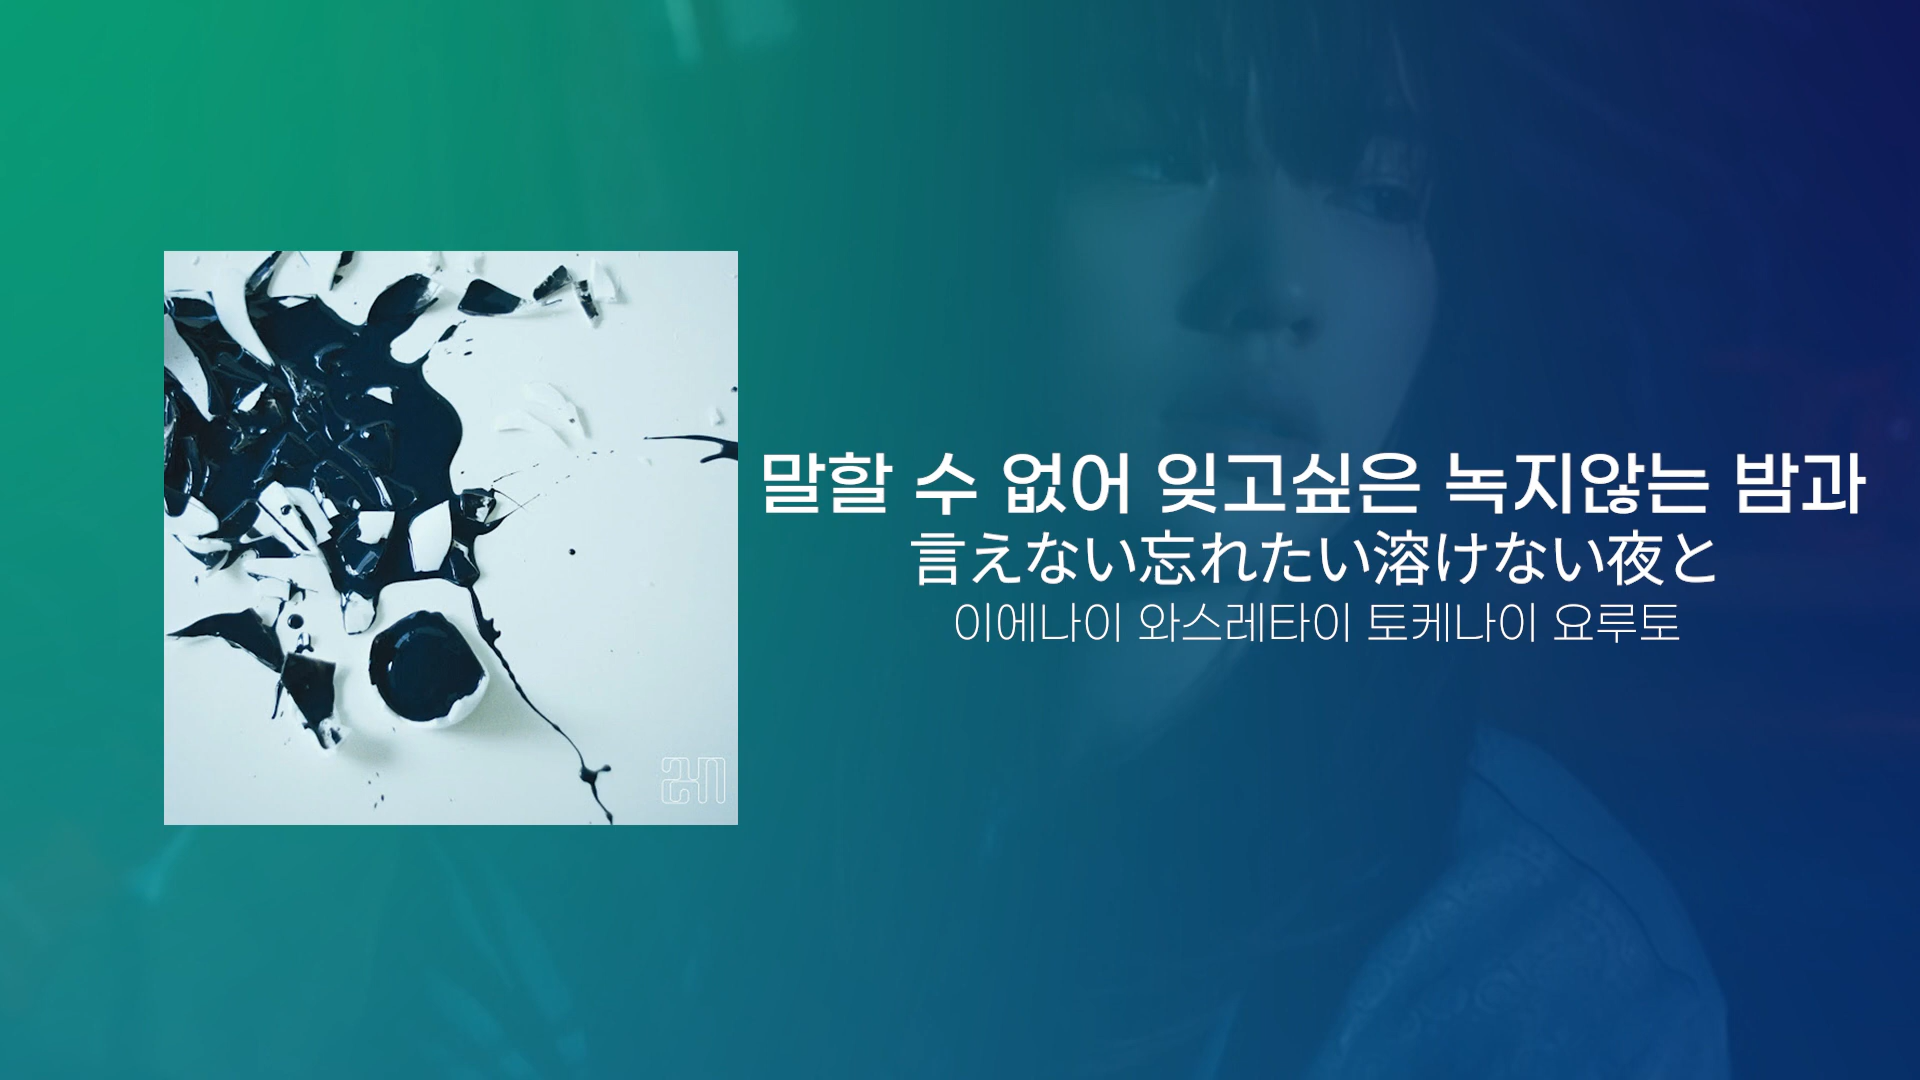 말할 수 없어 잊고싶은 녹지않는 밤과
言えない忘れたい溶けない夜と
이에나이 와스레타이 토케나이 요루토